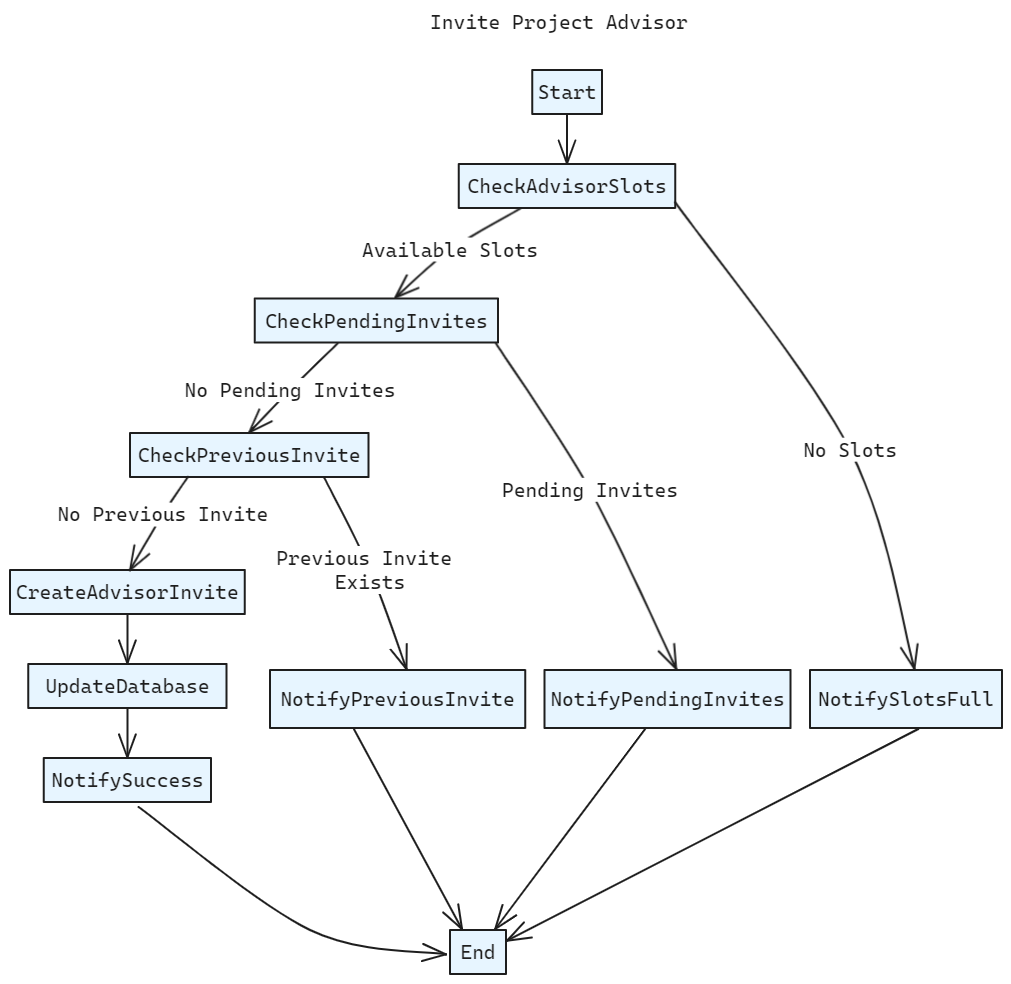 Invite Project Advisor
Start
CheckAdvisorSlots
Available Slots
CheckPendingInvites
No Pending Invites
CheckPreviousInvite
No Slots
Pending Invites
No Previous Invite
Previous Invite
Exists
CreateAdvisorInvite
UpdateDatabase
NotifyPreviousInvite
NotifyPendingInvites
NotifySlotsFull
NotifySuccess
End